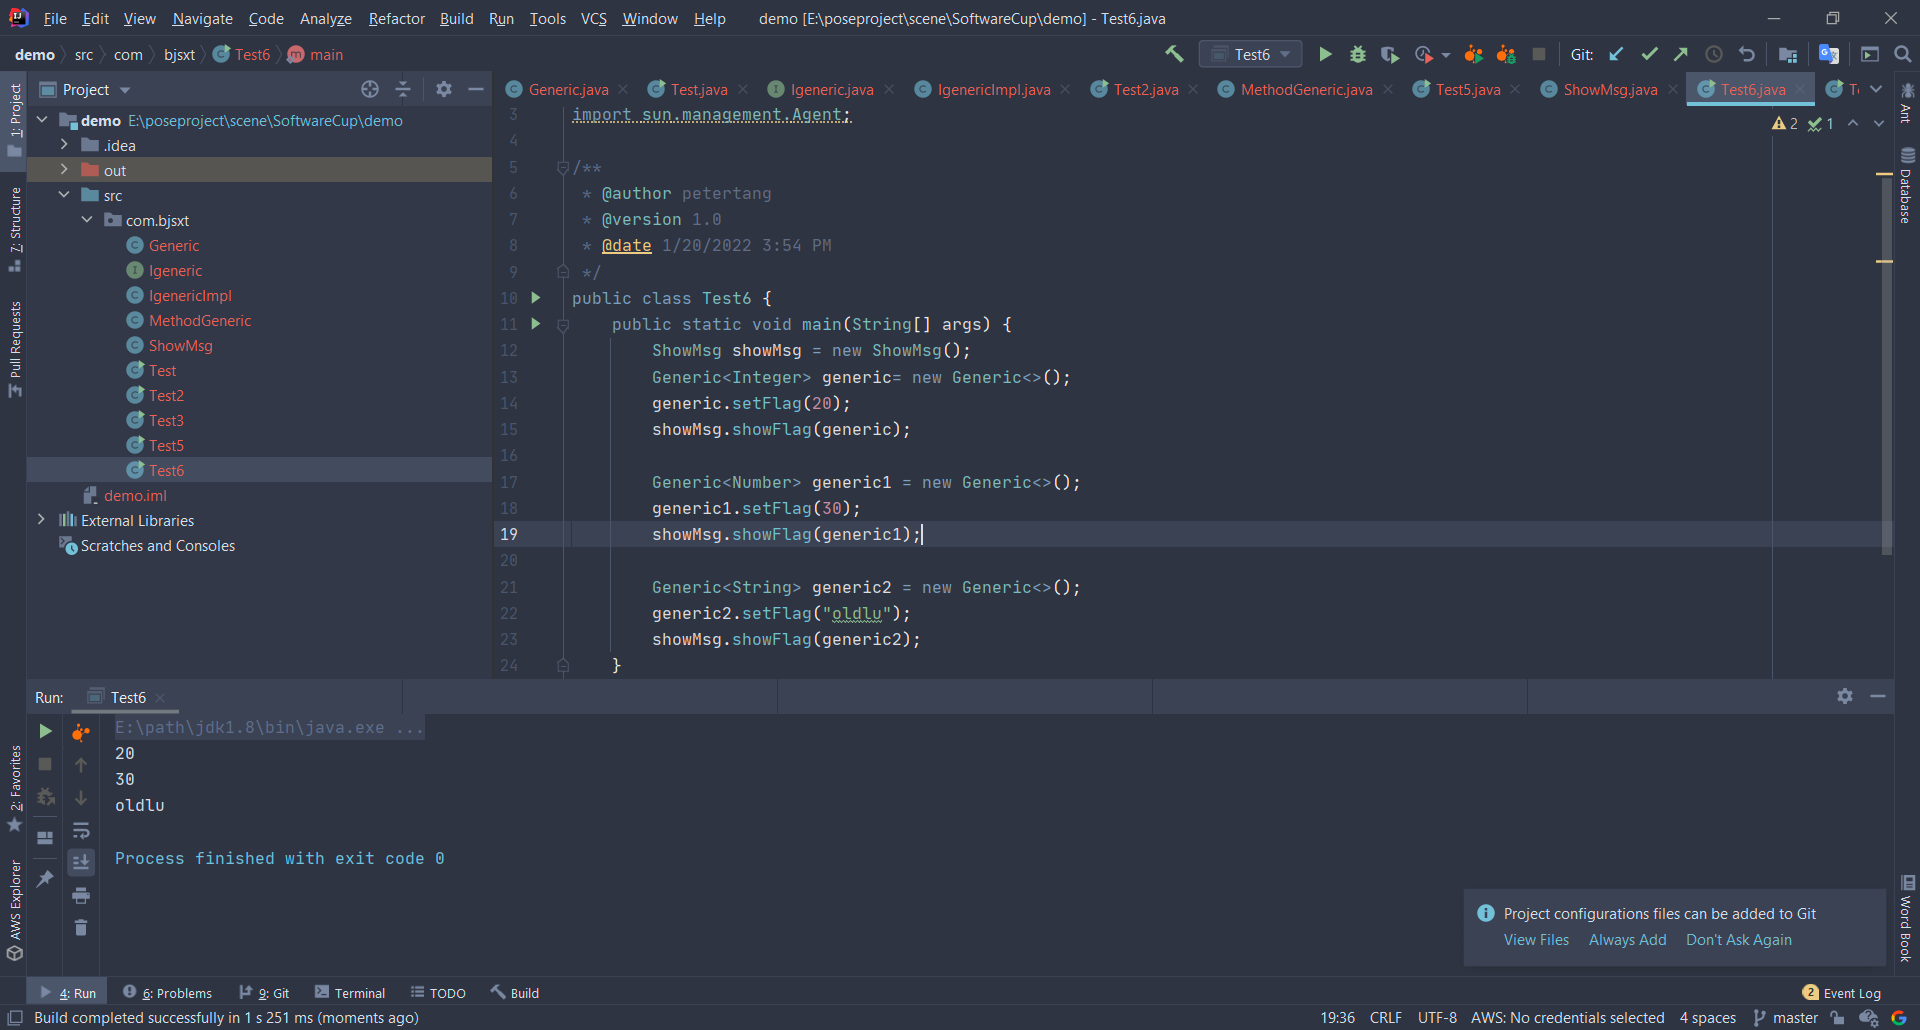 File Edit View Navigate Code Analyze Refactor Build Run Tools VCS Window Help demo [E:\poseproject\scene\SoftwareCup\demo] - Test6.java
demo src com bjsxt Test6 main
Test6
Git:
1: Project
7: Structure
Pull Requests
2: Favorites
AWS Explorer
Project
demo E:\poseproject\scene\SoftwareCup\demo
.idea
out
src
com.bjsxt
Generic
Igeneric
IgenericImpl
MethodGeneric
ShowMsg
Test
Test2
Test3
Test5
Test6
demo.iml
External Libraries
Scratches and Consoles
Generic.java Test.java Igeneric.java IgenericImpl.java Test2.java MethodGeneric.java Test5.java ShowMsg.java Test6.java
2 1
3 import sun.management.Agent;
4
5 /**
6 * @author petertang
7 * @version 1.0
8 * @date 1/20/2022 3:54 PM
9 */
10 public class Test6 {
11 public static void main(String[] args) {
12 ShowMsg showMsg = new ShowMsg();
13 Generic<Integer> generic= new Generic<>();
14 generic.setFlag(20);
15 showMsg.showFlag(generic);
16
17 Generic<Number> generic1 = new Generic<>();
18 generic1.setFlag(30);
19 showMsg.showFlag(generic1);
20
21 Generic<String> generic2 = new Generic<>();
22 generic2.setFlag("oldlu");
23 showMsg.showFlag(generic2);
24 }
Ant
Database
Word Book
Run: Test6
E:\path\jdk1.8\bin\java.exe ...
20
30
oldlu
Process finished with exit code 0
Project configurations files can be added to Git
View Files Always Add Don't Ask Again
4: Run 6: Problems 9: Git Terminal TODO Build
2 Event Log
Build completed successfully in 1 s 251 ms (moments ago)
19:36 CRLF UTF-8 AWS: No credentials selected 4 spaces master